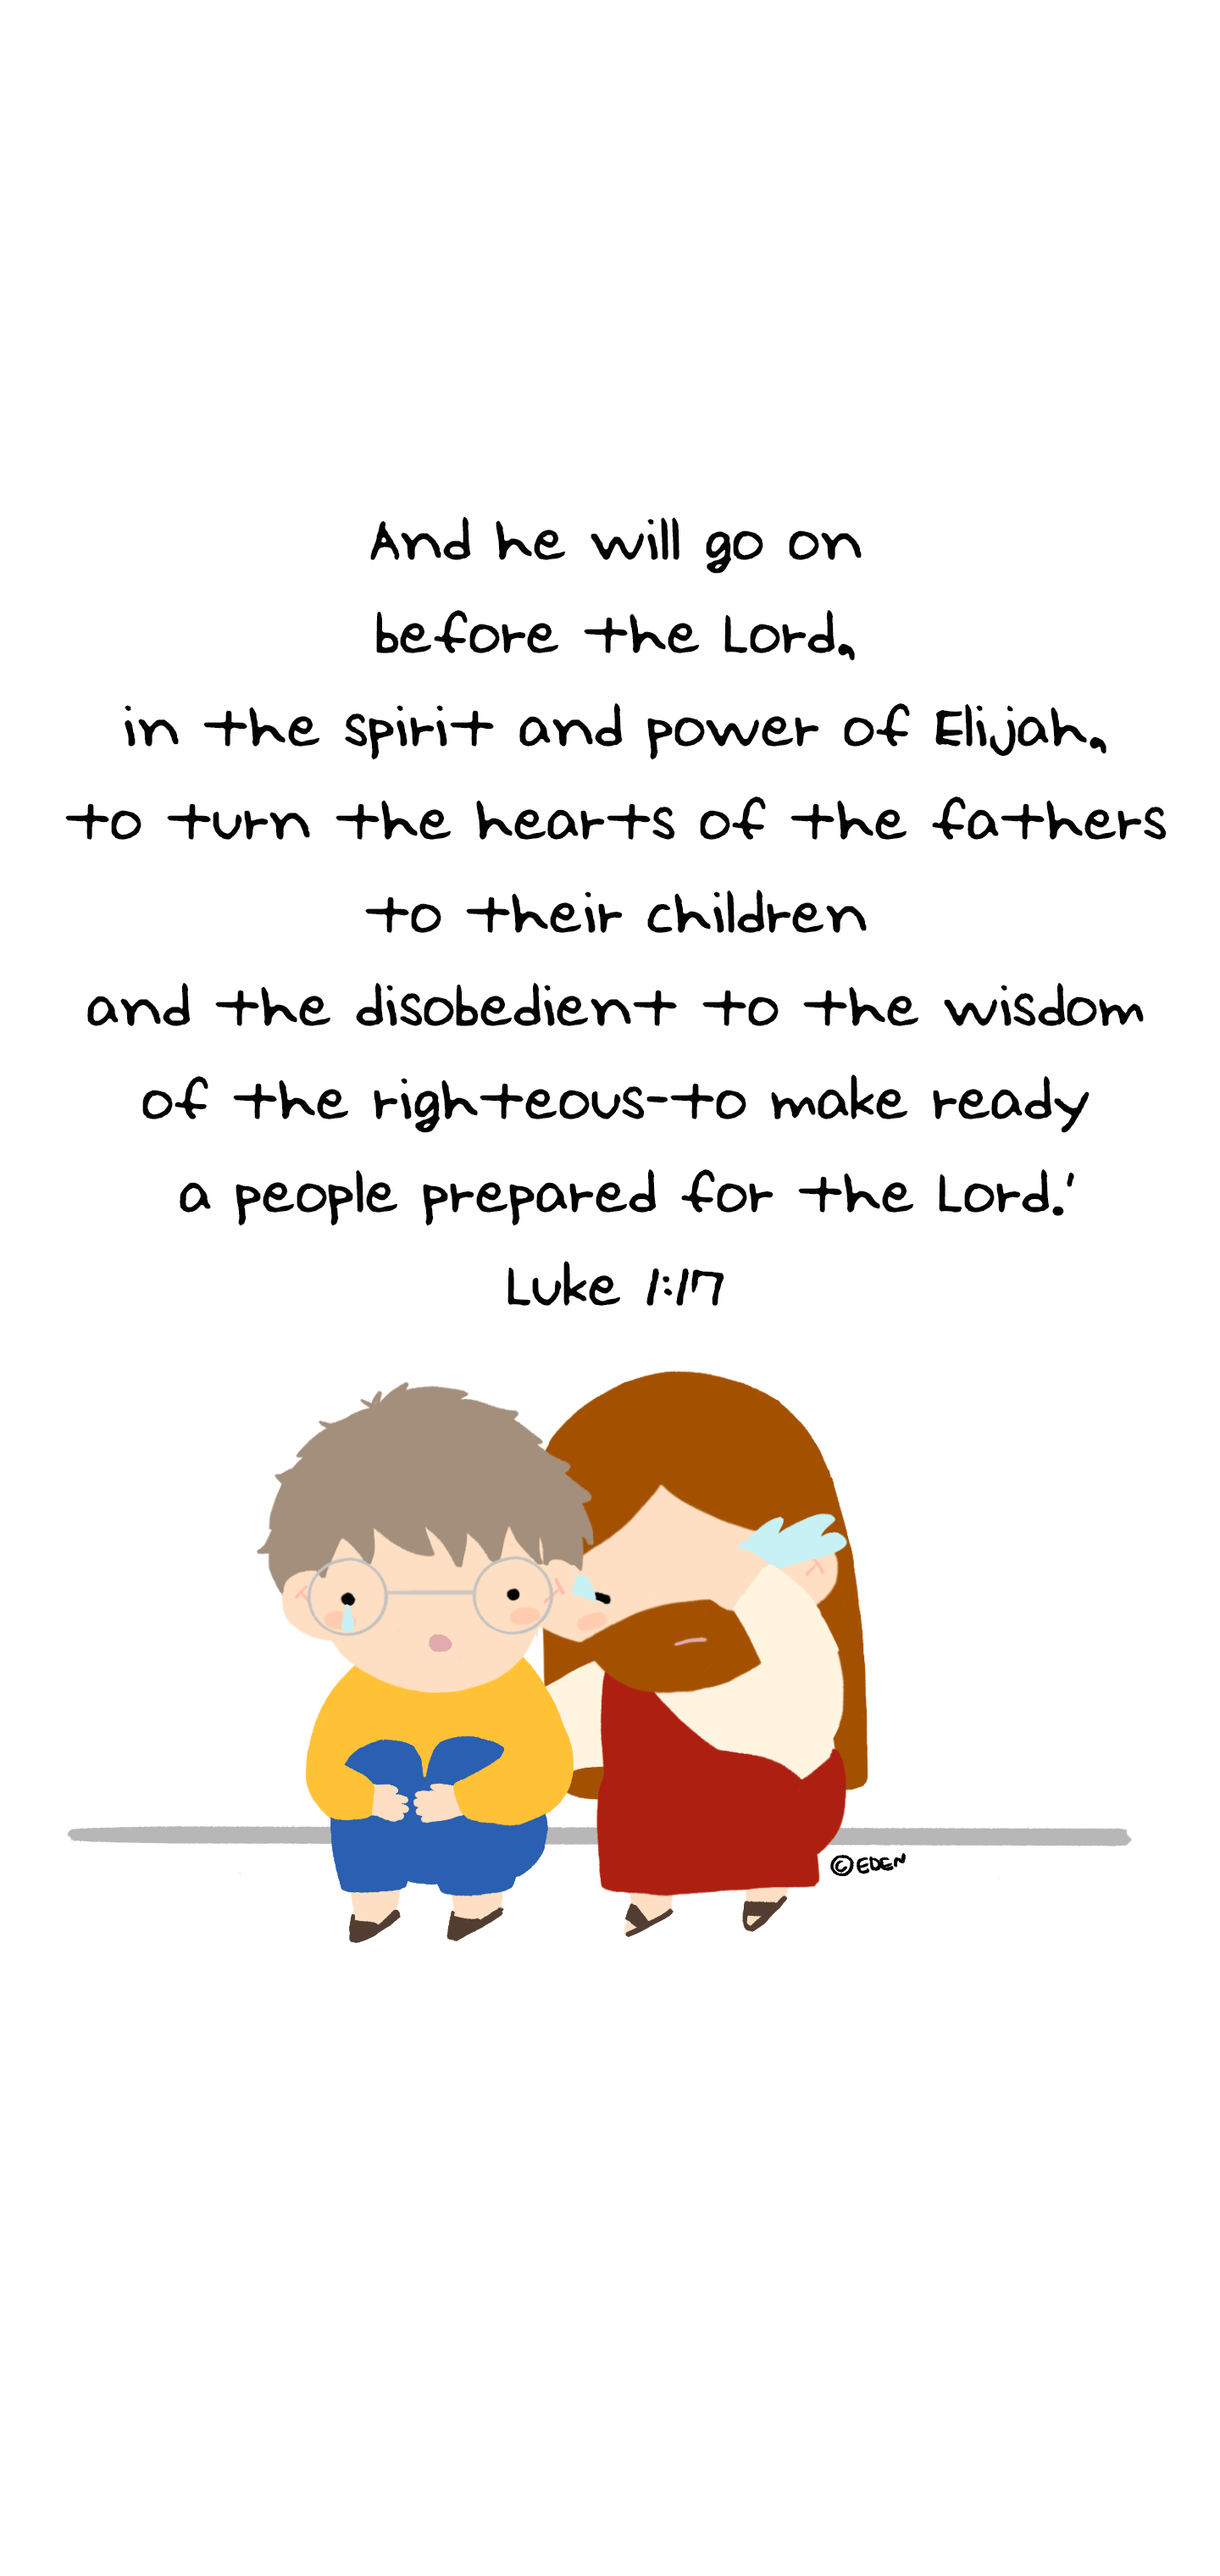 And he will go on
before the Lord,
in the spirit and power of Elijah,
to turn the hearts of the fathers
to their children
and the disobedient to the wisdom
of the righteous-to make ready
a people prepared for the Lord.'
Luke 1:17
©EDEN